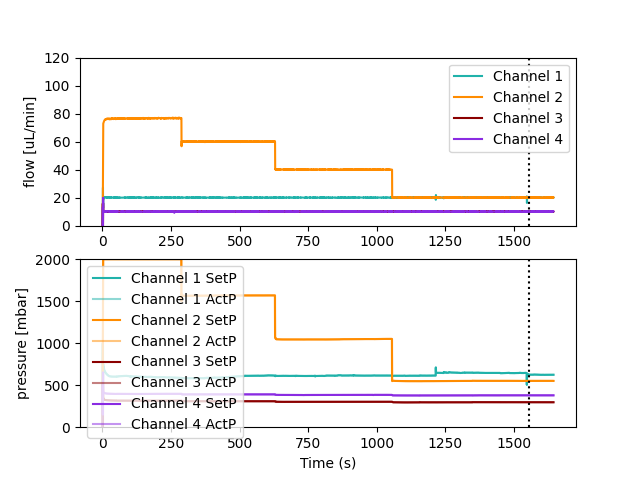 120
100
80
60
40
20
0
flow [uL/min]
Channel 1
Channel 2
Channel 3
Channel 4
0 250 500 750 1000 1250 1500
2000
1500
1000
500
0
pressure [mbar]
Channel 1 SetP
Channel 1 ActP
Channel 2 SetP
Channel 2 ActP
Channel 3 SetP
Channel 3 ActP
Channel 4 SetP
Channel 4 ActP
0 250 500 750 1000 1250 1500
Time (s)